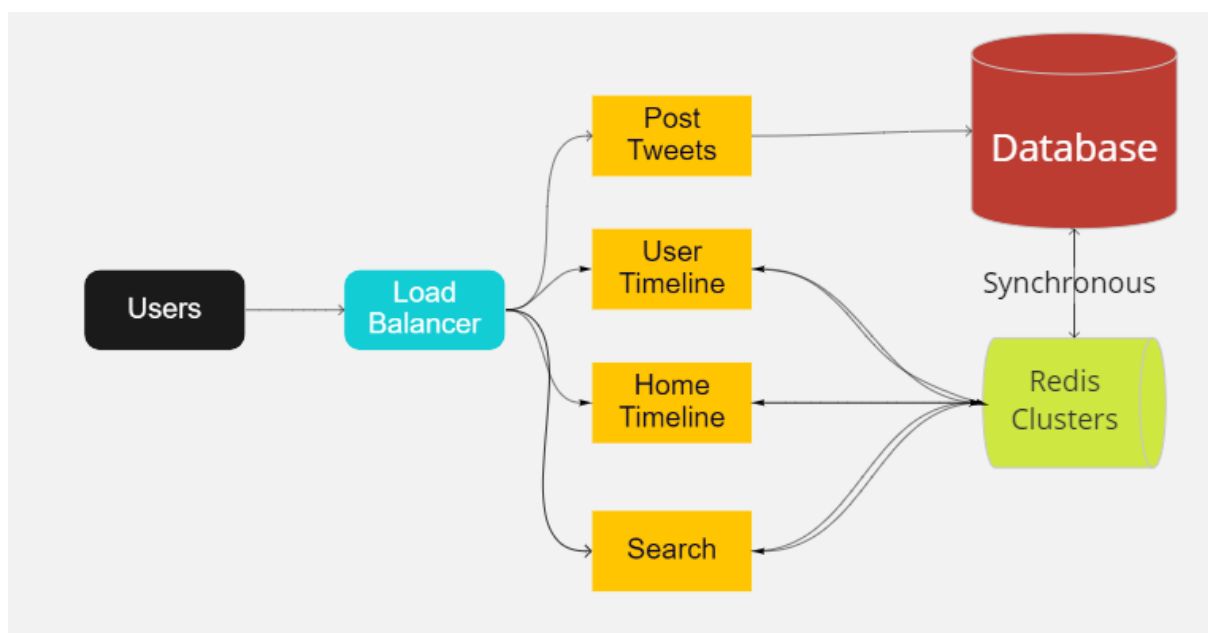 Users
Load
Balancer
Post
Tweets
User
Timeline
Home
Timeline
Search
Database
Synchronous
Redis
Clusters